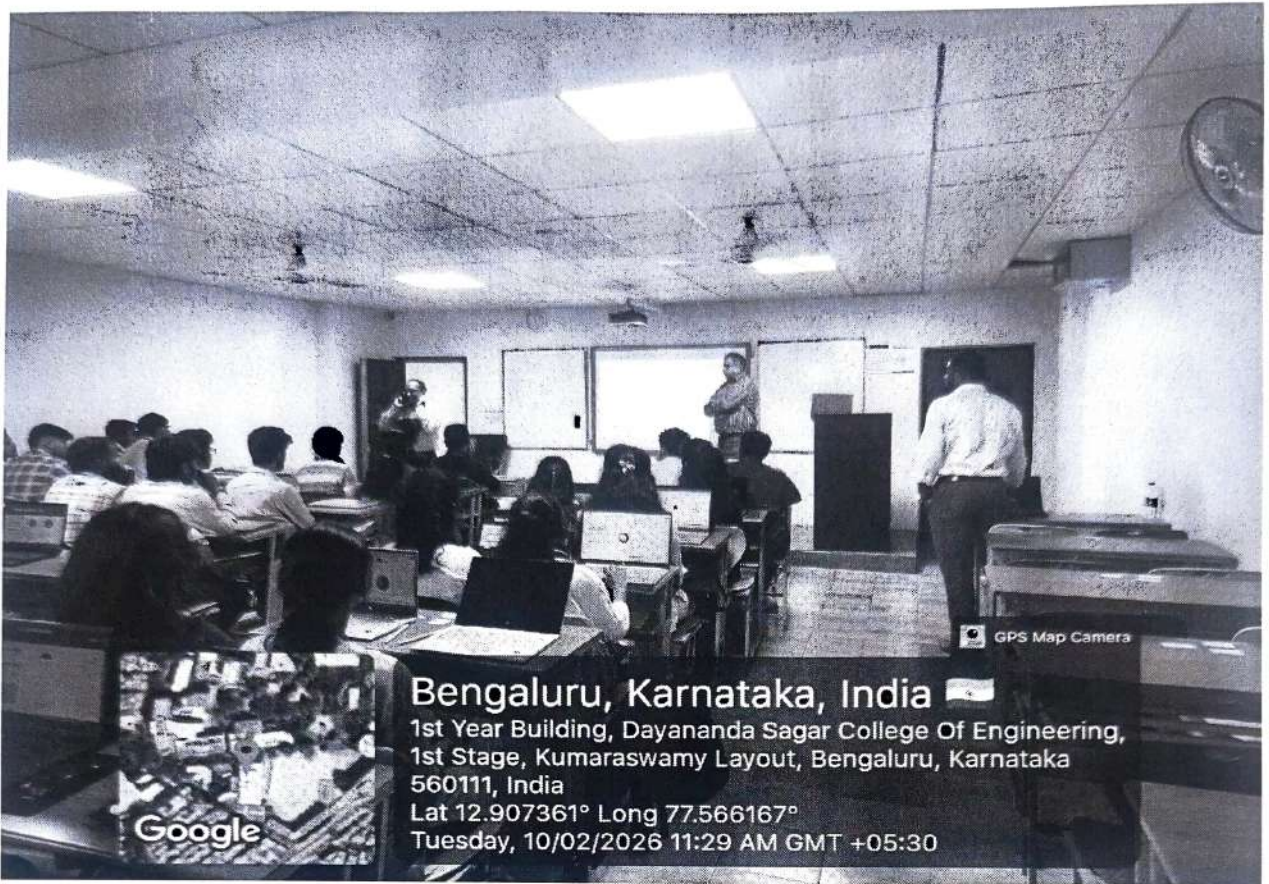 GPS Map Camera
Bengaluru, Karnataka, India
1st Year Building, Dayananda Sagar College Of Engineering,
1st Stage, Kumaraswamy Layout, Bengaluru, Karnataka
560111, India
Lat 12.907361° Long 77.566167°
Tuesday, 10/02/2026 11:29 AM GMT +05:30
Google